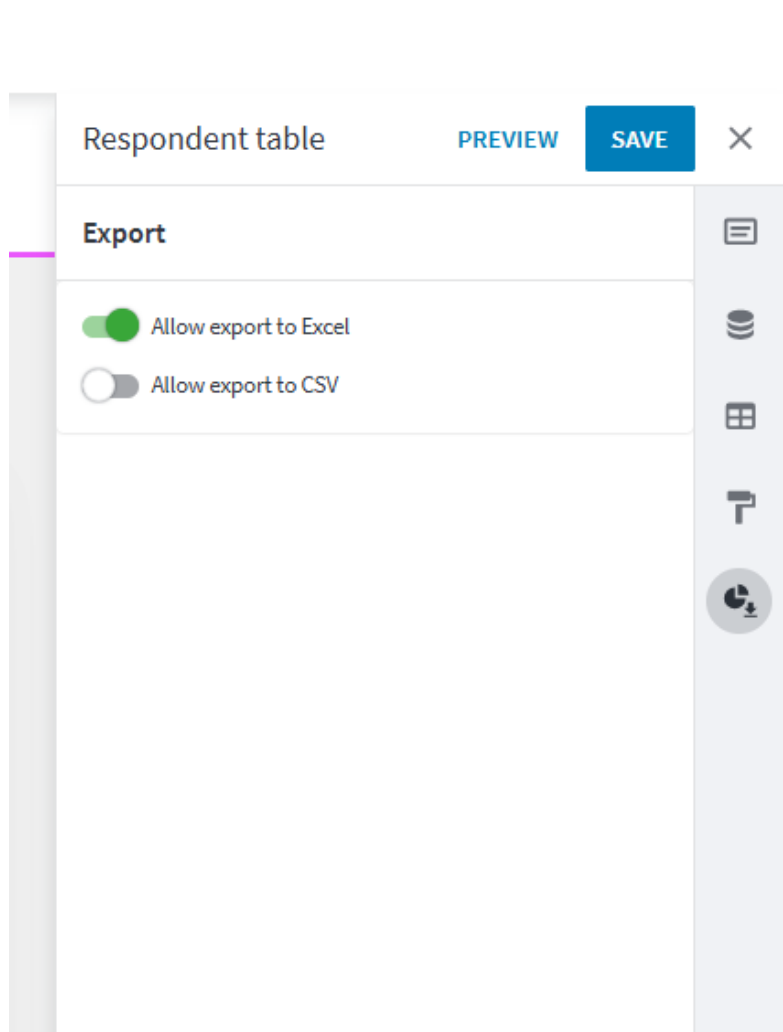 Respondent table PREVIEW SAVE
Export
Allow export to Excel
Allow export to CSV